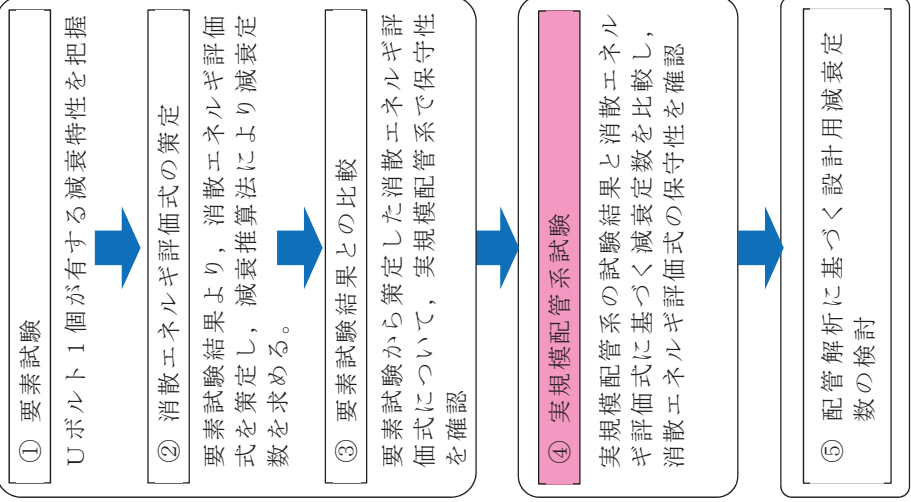 ① 要素試験
Uボルト1個が有する減衰特性を把握
② 消散エネルギ評価式の策定
要素試験結果より，消散エネルギ評価
式を策定し，減衰推算法により減衰定
数を求める。
③ 要素試験結果との比較
要素試験から策定した消散エネルギ評
価式について，実規模配管系で保守性
を確認
④ 実規模配管系試験
実規模配管系の試験結果と消散エネル
ギ評価式に基づく減衰定数を比較し，
消散エネルギ評価式の保守性を確認
⑤ 配管解析に基づく設計用減衰定
数の検討